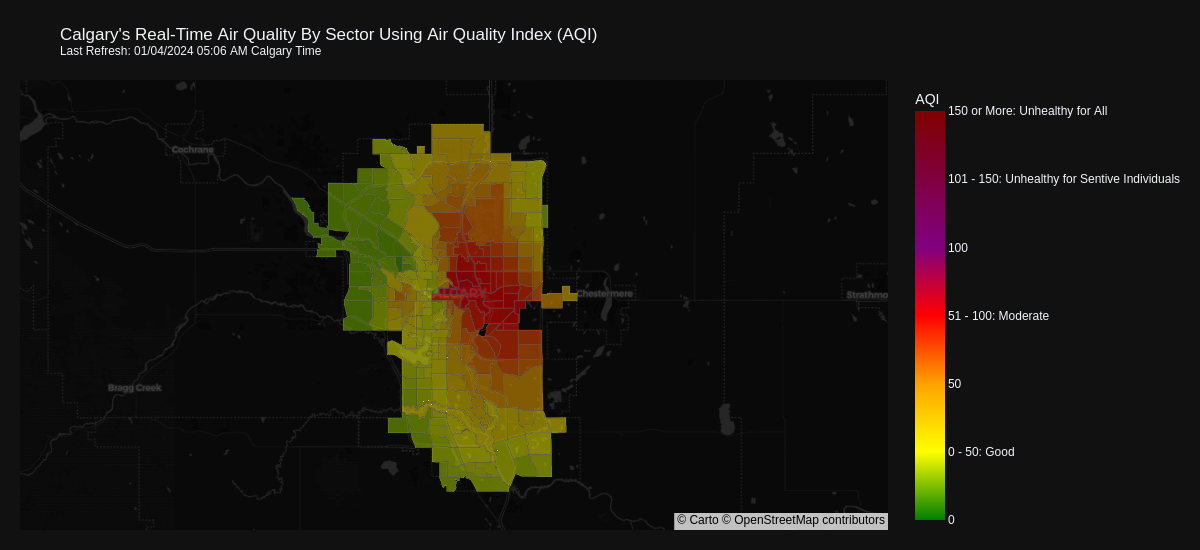 Calgary's Real-Time Air Quality By Sector Using Air Quality Index (AQI)
Last Refresh: 01/04/2024 05:06 AM Calgary Time
AQI
150 or More: Unhealthy for All
Cochrane
101 - 150: Unhealthy for Sentive Individuals
100
CALGARY
Chestermere
Strathmo
51 - 100: Moderate
Bragg Creek
50
0 - 50: Good
0
© Carto © OpenStreetMap contributors